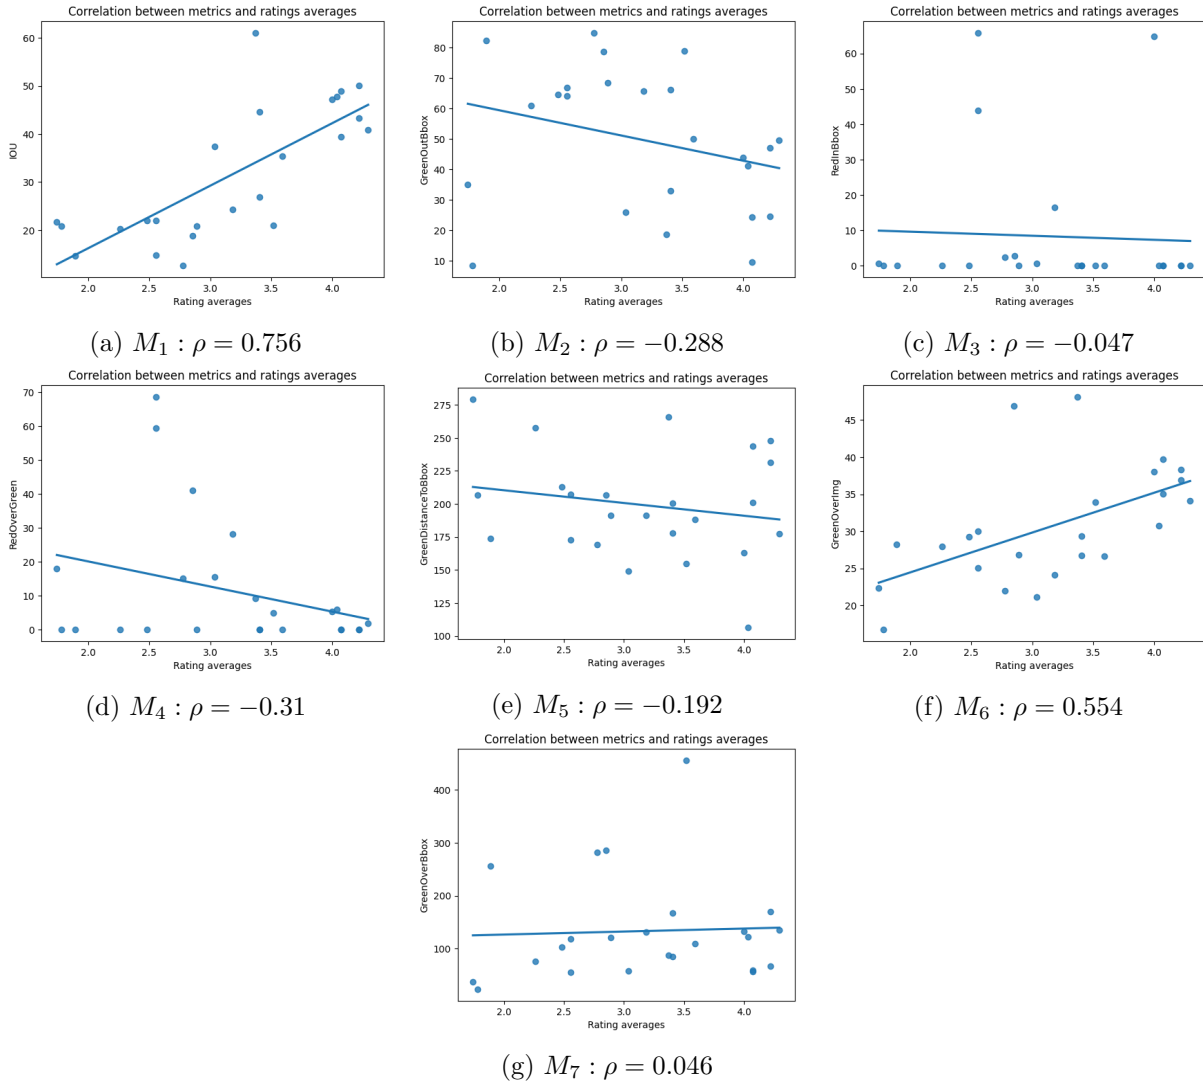 Correlation between metrics and ratings averages
IOU
60
50
40
30
20
2.0 2.5 3.0 3.5 4.0
Rating averages
(a) M₁ : ρ = 0.756
Correlation between metrics and ratings averages
GreenOutBbox
80
70
60
50
40
30
20
10
2.0 2.5 3.0 3.5 4.0
Rating averages
(b) M₂ : ρ = −0.288
Correlation between metrics and ratings averages
RedInBbox
60
50
40
30
20
10
0
2.0 2.5 3.0 3.5 4.0
Rating averages
(c) M₃ : ρ = −0.047
Correlation between metrics and ratings averages
RedOverGreen
70
60
50
40
30
20
10
0
2.0 2.5 3.0 3.5 4.0
Rating averages
(d) M₄ : ρ = −0.31
Correlation between metrics and ratings averages
GreenDistanceToBbox
275
250
225
200
175
150
125
100
2.0 2.5 3.0 3.5 4.0
Rating averages
(e) M₅ : ρ = −0.192
Correlation between metrics and ratings averages
GreenOverImg
45
40
35
30
25
20
2.0 2.5 3.0 3.5 4.0
Rating averages
(f) M₆ : ρ = 0.554
Correlation between metrics and ratings averages
GreenOverBbox
400
300
200
100
2.0 2.5 3.0 3.5 4.0
Rating averages
(g) M₇ : ρ = 0.046